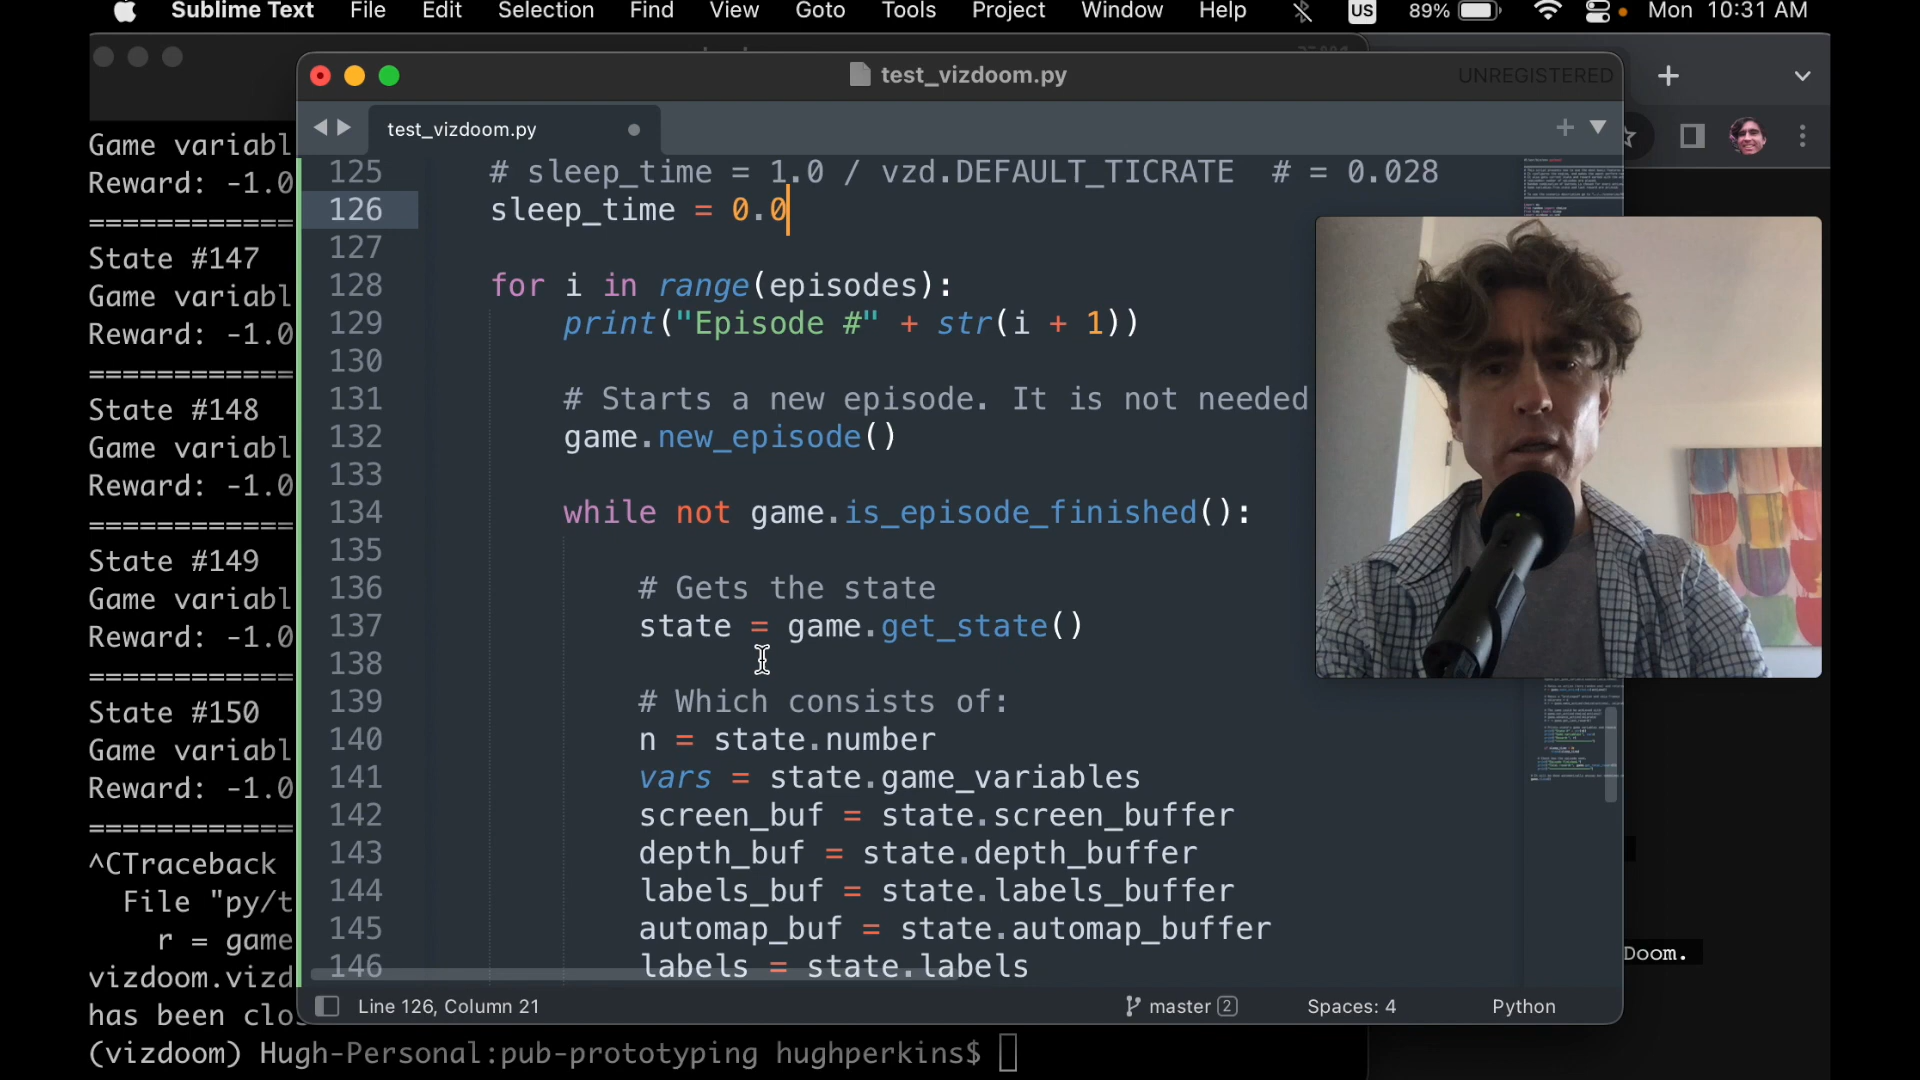 Sublime Text File Edit Selection Find View Goto Tools Project Window Help US 89% Mon 10:31 AM
test_vizdoom.py UNREGISTERED
test_vizdoom.py
125 # sleep_time = 1.0 / vzd.DEFAULT_TICRATE # = 0.028
126 sleep_time = 0.0
127
128 for i in range(episodes):
129 print("Episode #" + str(i + 1))
130
131 # Starts a new episode. It is not needed
132 game.new_episode()
133
134 while not game.is_episode_finished():
135
136 # Gets the state
137 state = game.get_state()
138
139 # Which consists of:
140 n = state.number
141 vars = state.game_variables
142 screen_buf = state.screen_buffer
143 depth_buf = state.depth_buffer
144 labels_buf = state.labels_buffer
145 automap_buf = state.automap_buffer
146 labels = state.labels
Line 126, Column 21 master 2 Spaces: 4 Python
Game variabl
Reward: -1.0
============
State #147
Game variabl
Reward: -1.0
============
State #148
Game variabl
Reward: -1.0
============
State #149
Game variabl
Reward: -1.0
============
State #150
Game variabl
Reward: -1.0
============
^CTraceback
File "py/t
r = game
vizdoom.vizd
has been clo
(vizdoom) Hugh-Personal:pub-prototyping hughperkins$
Doom.